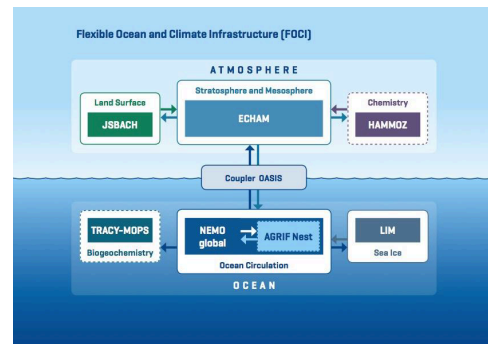 Flexible Ocean and Climate Infrastructure (FOCI)
ATMOSPHERE
Land Surface
JSBACH
Stratosphere and Mesosphere
ECHAM
Chemistry
HAMMOZ
Coupler OASIS
TRACY-MOPS
Biogeochemistry
NEMO
global
AGRIF Nest
Ocean Circulation
LIM
Sea Ice
OCEAN